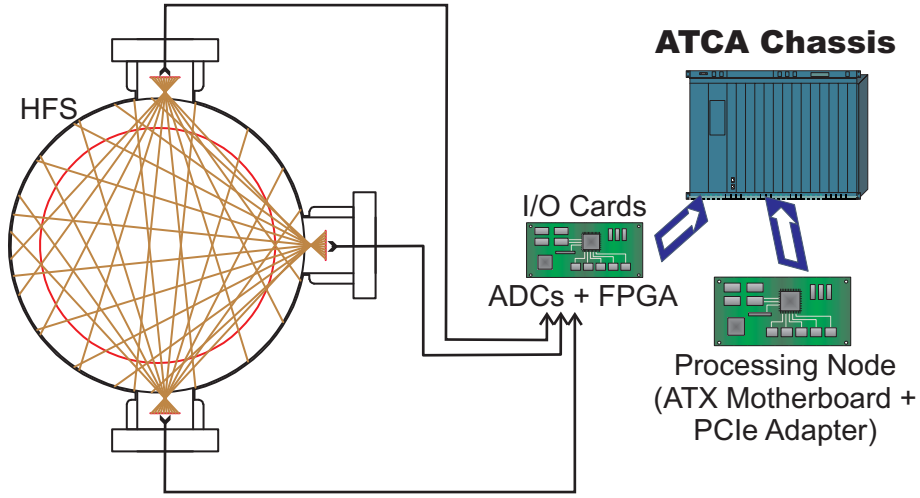 ATCA Chassis
HFS
I/O Cards
ADCs + FPGA
Processing Node
(ATX Motherboard +
PCIe Adapter)